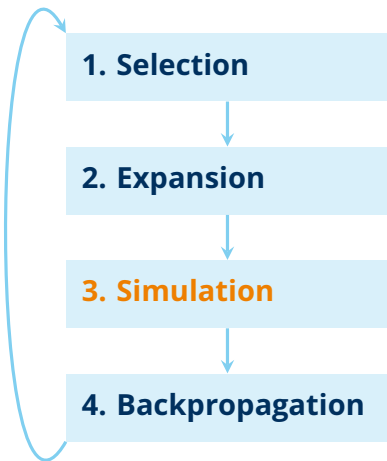 1. Selection
2. Expansion
3. Simulation
4. Backpropagation